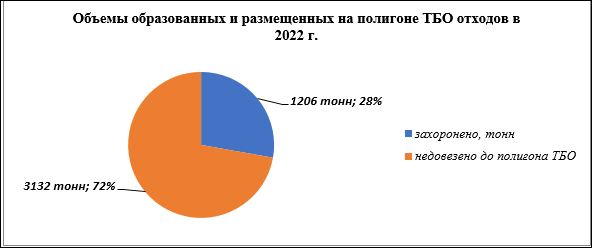 Объемы образованных и размещенных на полигоне ТБО отходов в
2022 г.
1206 тонн; 28%
захоронено, тонн
недовезено до полигона ТБО
3132 тонн; 72%